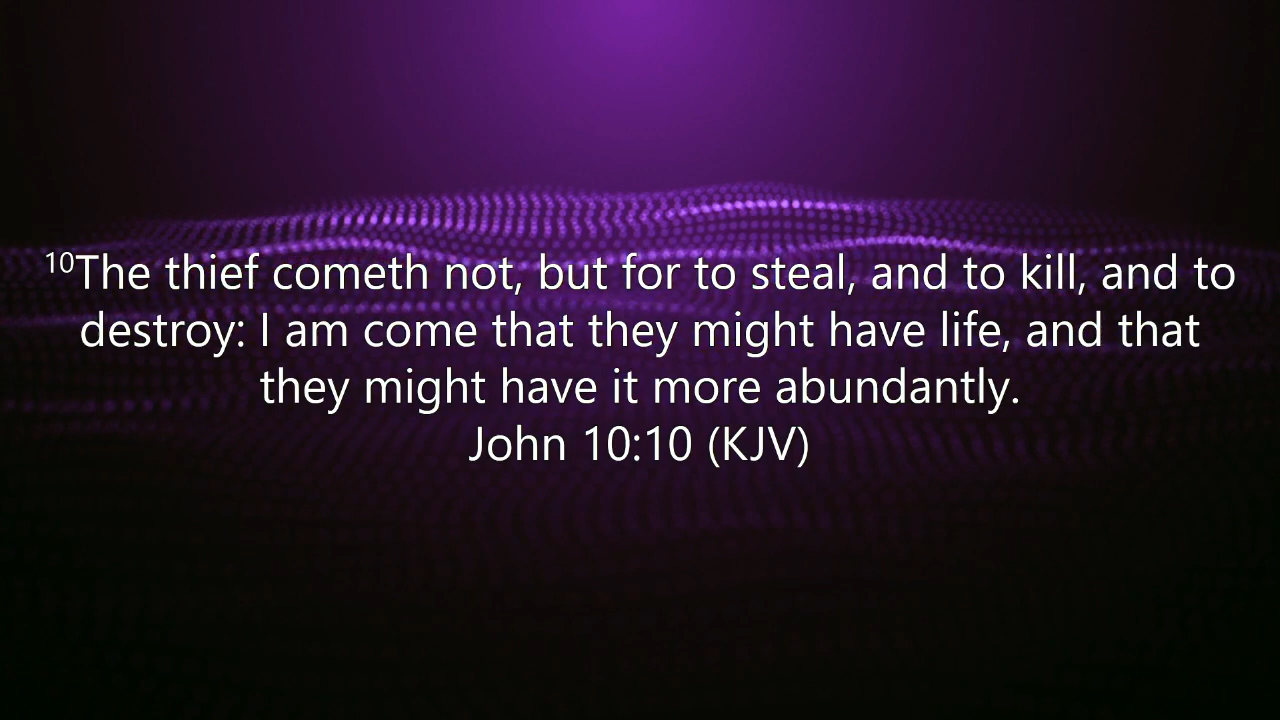 ¹⁰The thief cometh not, but for to steal, and to kill, and to
destroy: I am come that they might have life, and that
they might have it more abundantly.
John 10:10 (KJV)